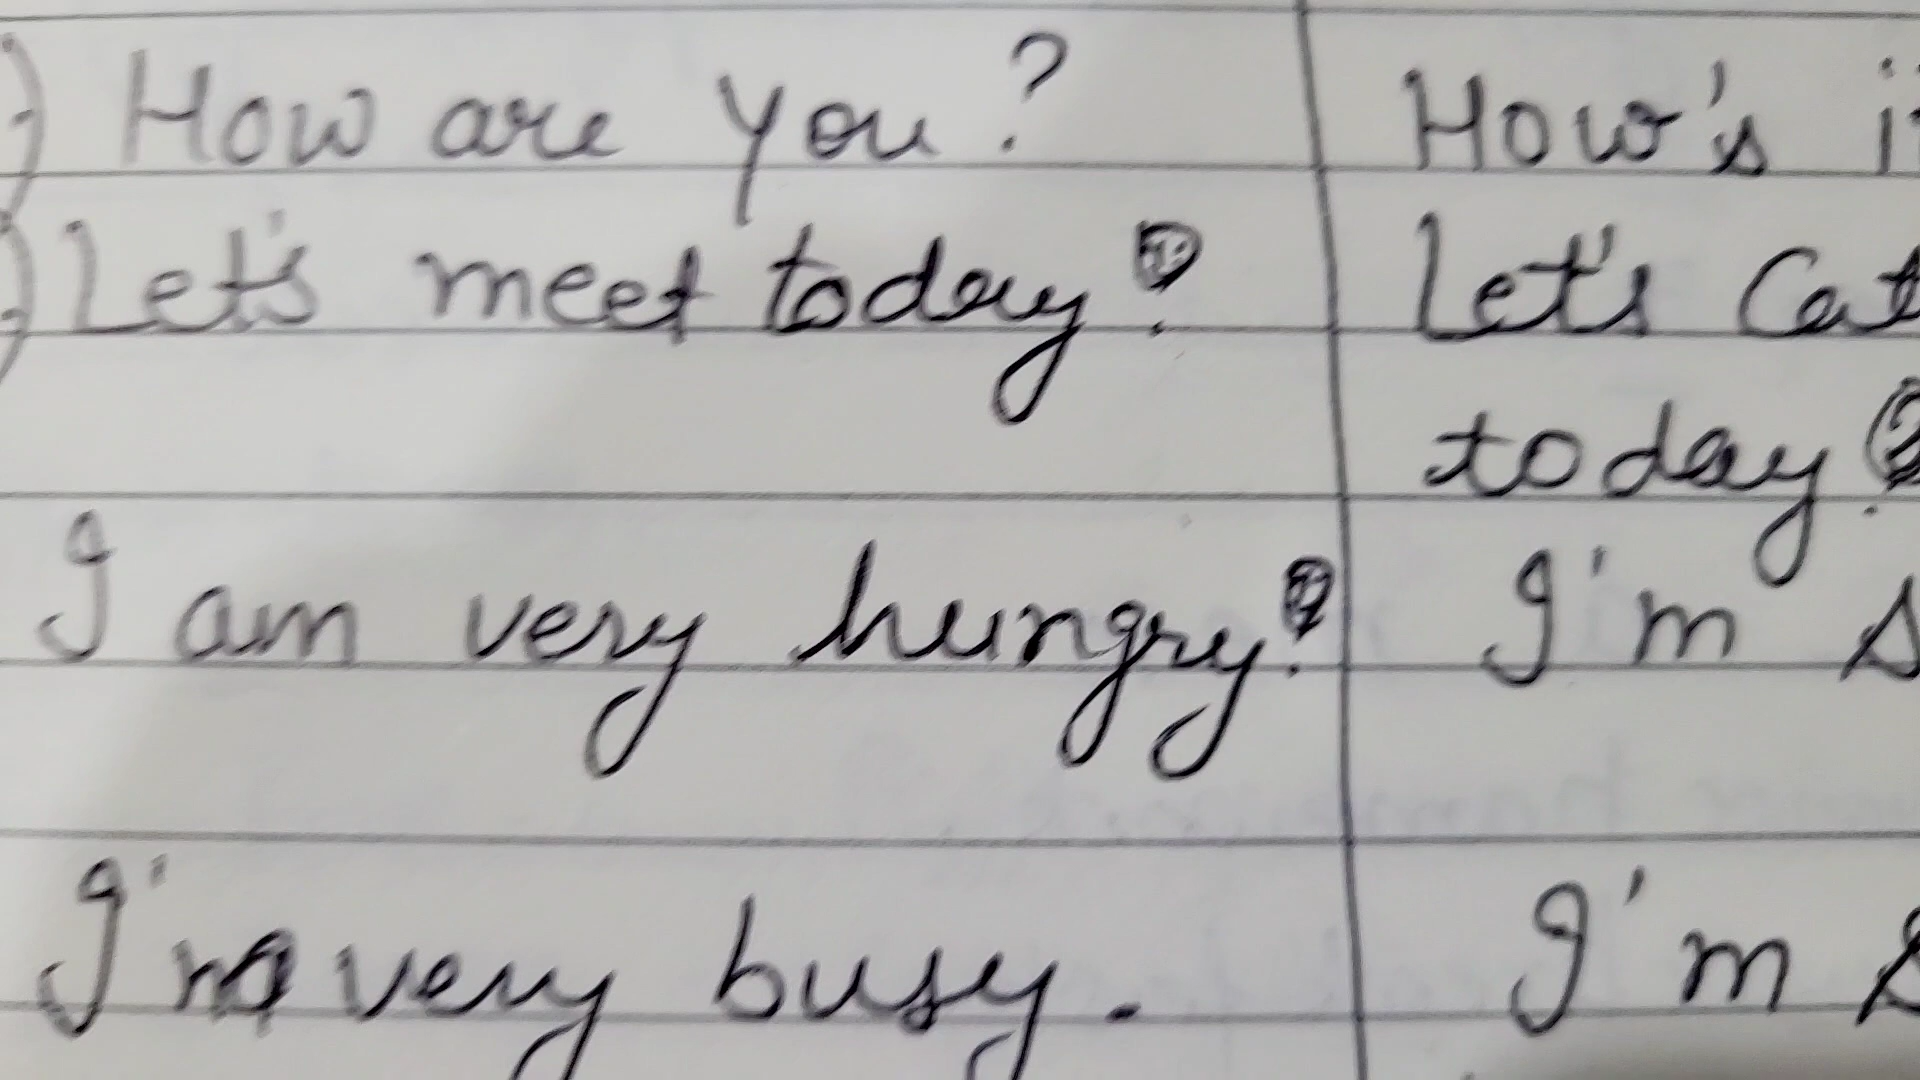 How are you? How's
Let's meet today. Let's
today
I am very hungry. I'm
I'm very busy. I'm